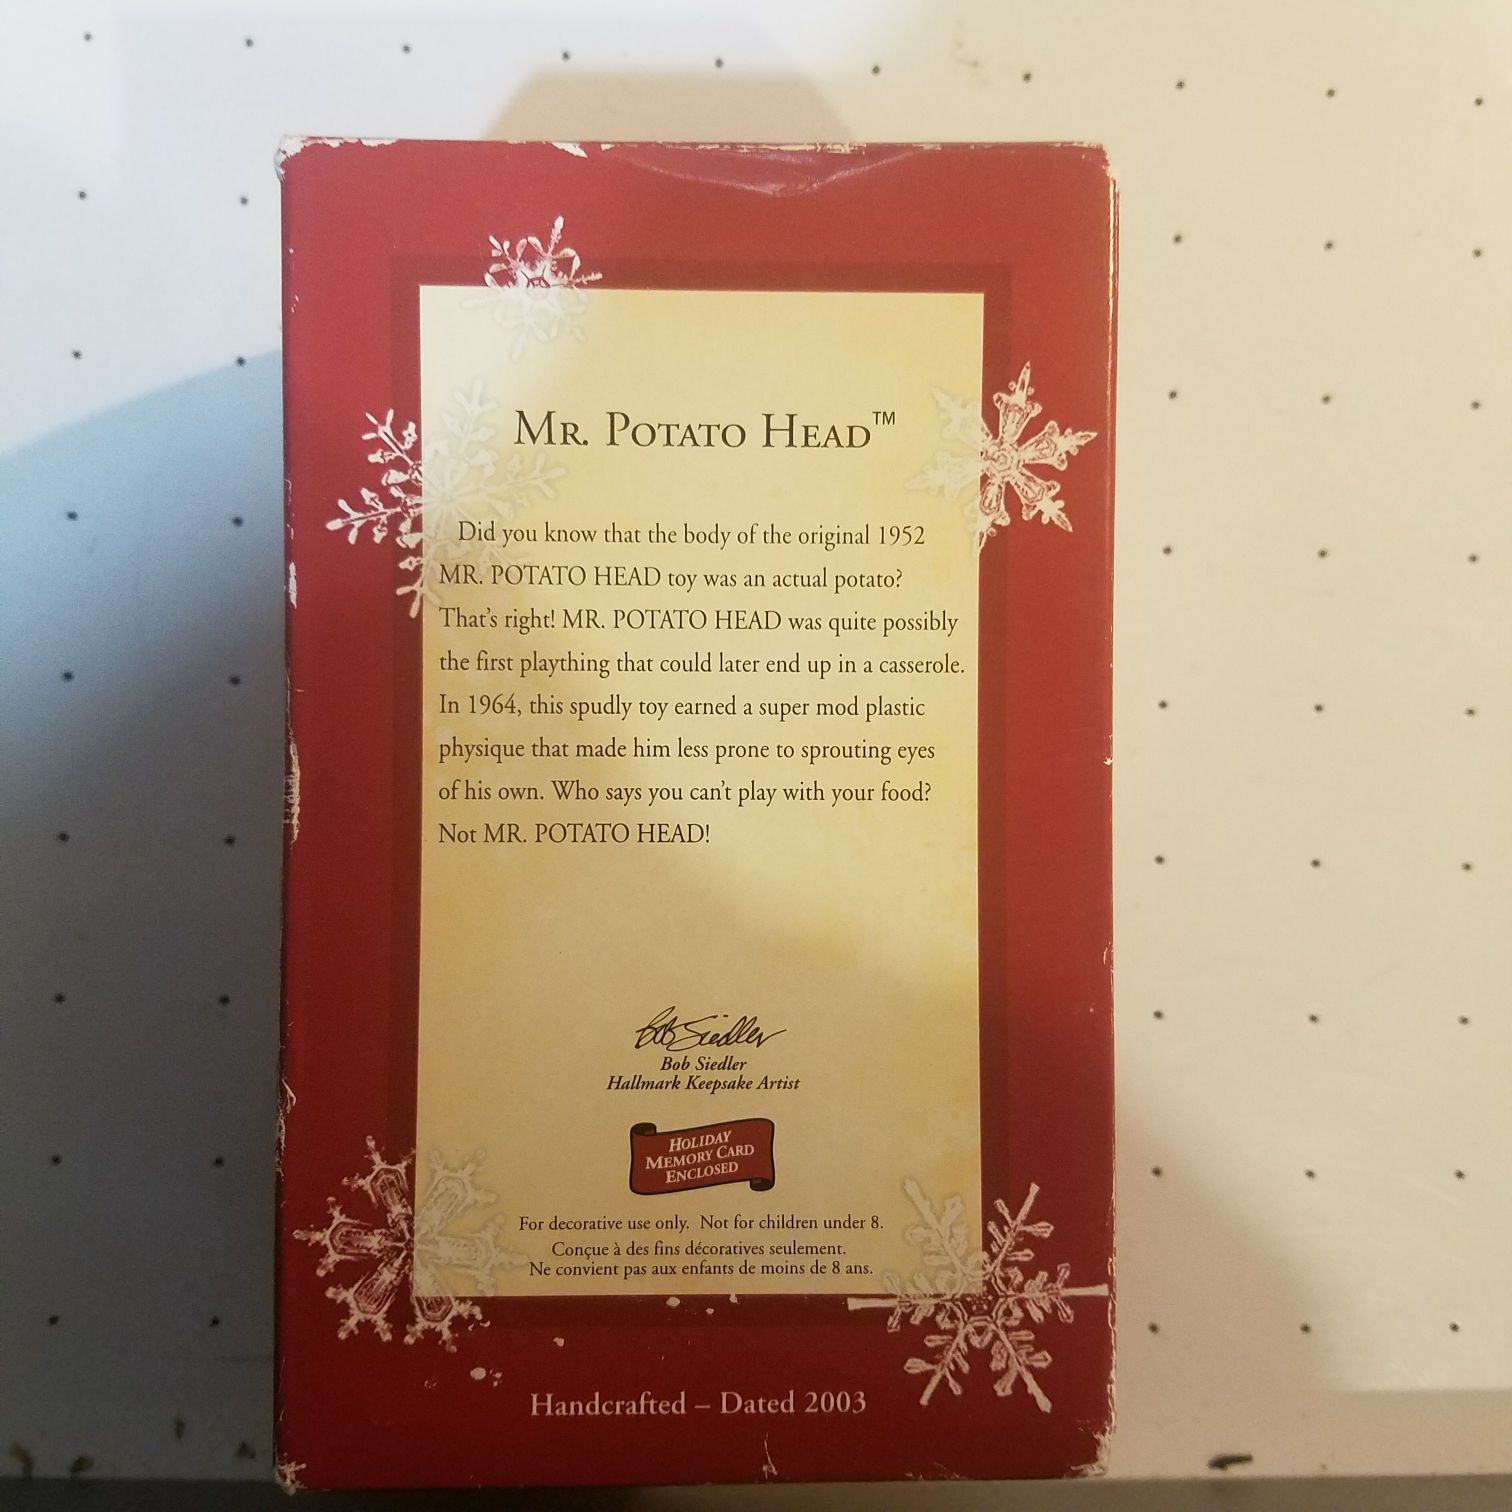 MR. POTATO HEAD™
Did you know that the body of the original 1952
MR. POTATO HEAD toy was an actual potato?
That's right! MR. POTATO HEAD was quite possibly
the first plaything that could later end up in a casserole.
In 1964, this spudly toy earned a super mod plastic
physique that made him less prone to sprouting eyes
of his own. Who says you can't play with your food?
Not MR. POTATO HEAD!
Bob Siedler
Bob Siedler
Hallmark Keepsake Artist
HOLIDAY
MEMORY CARD
ENCLOSED
For decorative use only. Not for children under 8.
Conçue à des fins décoratives seulement.
Ne convient pas aux enfants de moins de 8 ans.
Handcrafted – Dated 2003